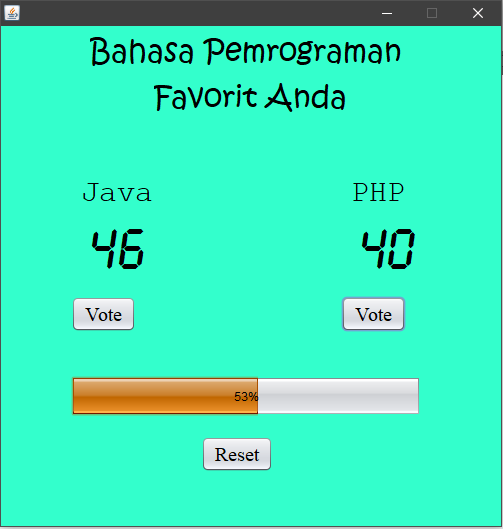 Bahasa Pemrograman
Favorit Anda
Java PHP
46 40
Vote Vote
53%
Reset